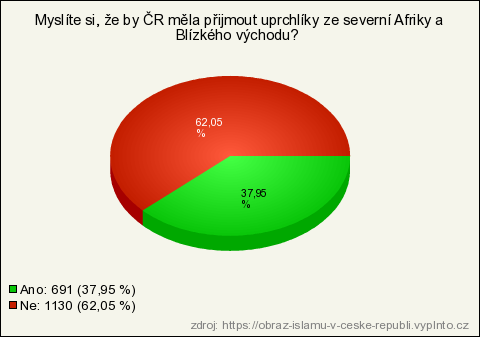 Myslíte si, že by ČR měla přijmout uprchlíky ze severní Afriky a
Blízkého východu?
62,05
%
37,95
%
Ano: 691 (37,95 %)
Ne: 1130 (62,05 %)
zdroj: https://obraz-islamu-v-ceske-republi.vyplnto.cz